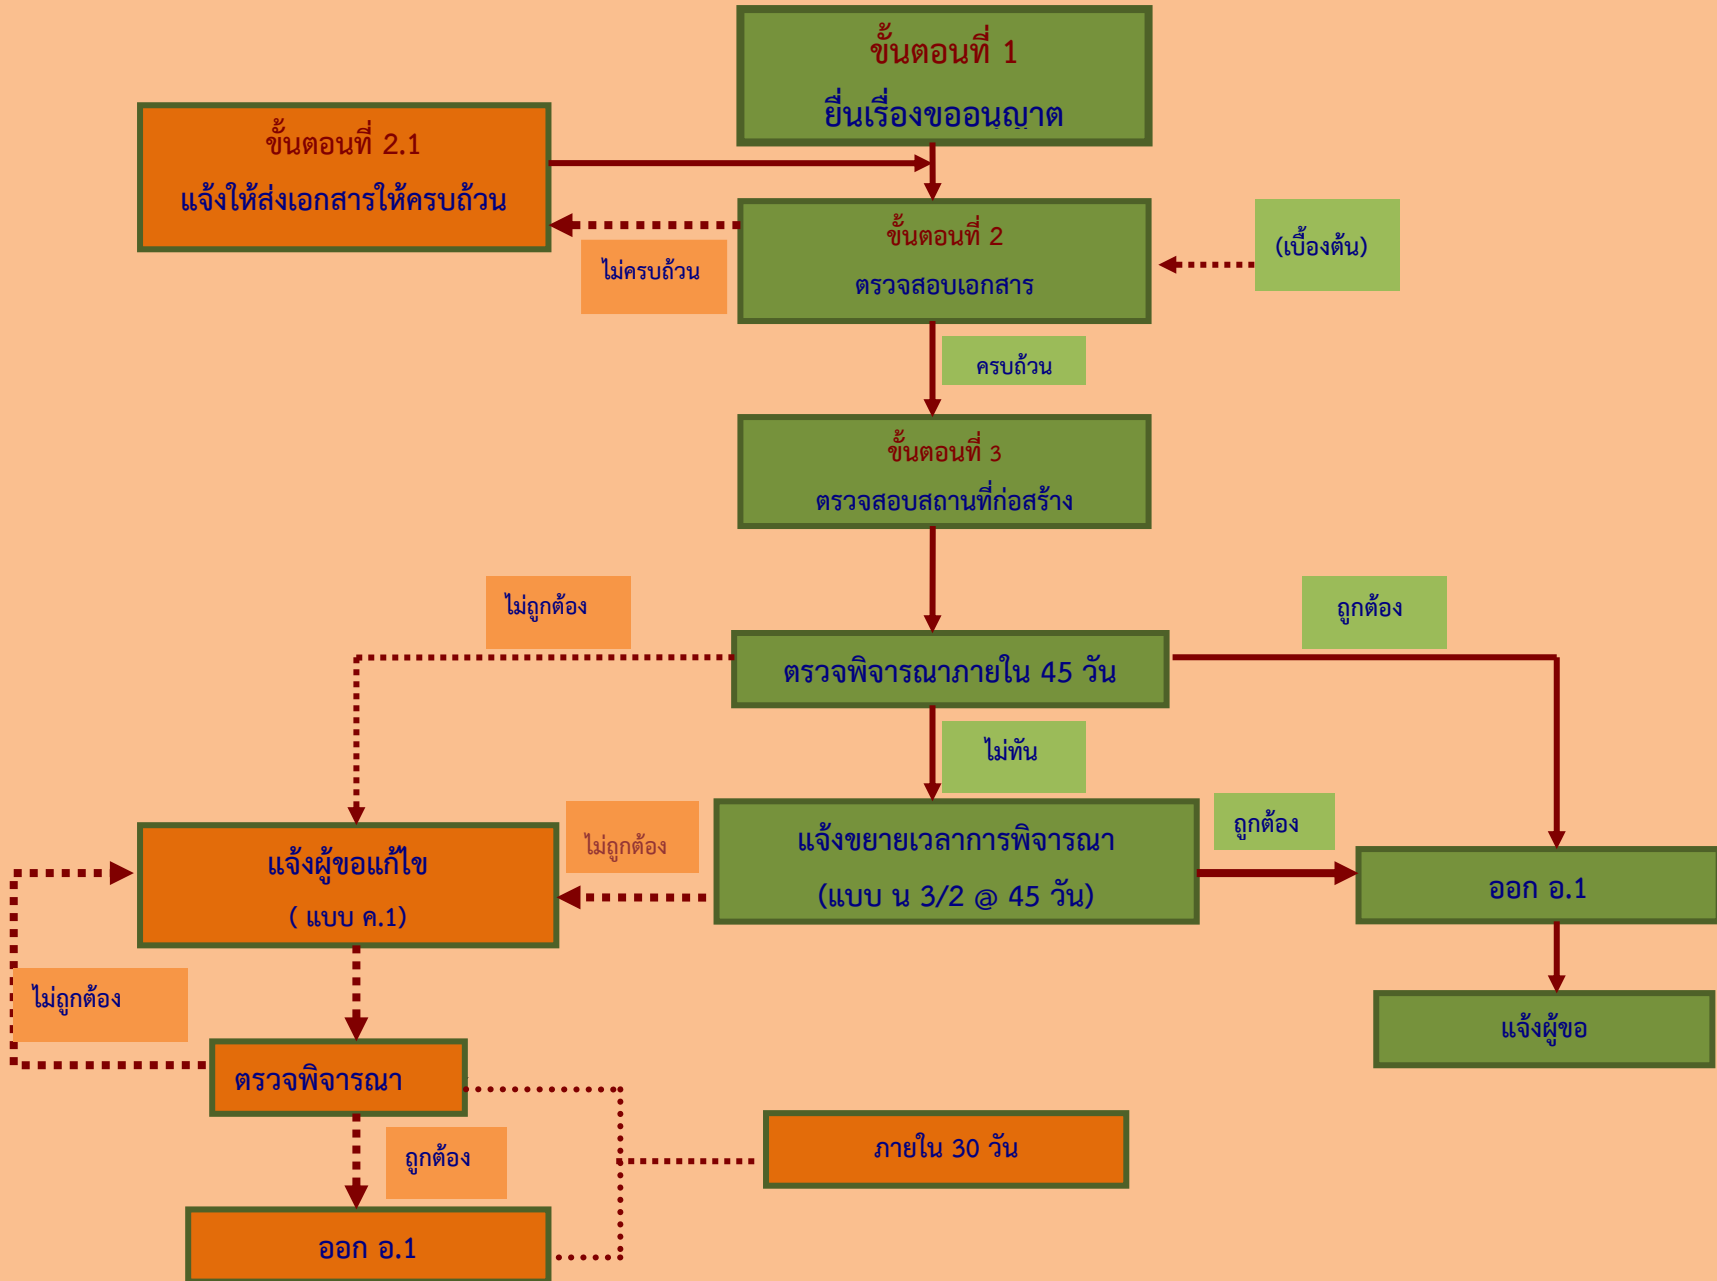 ขั้นตอนที่ 1
ยื่นเรื่องขออนุญาต
ขั้นตอนที่ 2.1
แจ้งให้ส่งเอกสารให้ครบถ้วน
ขั้นตอนที่ 2
ตรวจสอบเอกสาร
(เบื้องต้น)
ไม่ครบถ้วน
ครบถ้วน
ขั้นตอนที่ 3
ตรวจสอบสถานที่ก่อสร้าง
ไม่ถูกต้อง
ถูกต้อง
ตรวจพิจารณาภายใน 45 วัน
ไม่ทัน
แจ้งผู้ขอแก้ไข
( แบบ ค.1)
ไม่ถูกต้อง
แจ้งขยายเวลาการพิจารณา
(แบบ น 3/2 @ 45 วัน)
ถูกต้อง
ออก อ.1
ไม่ถูกต้อง
แจ้งผู้ขอ
ตรวจพิจารณา
ถูกต้อง
ภายใน 30 วัน
ออก อ.1